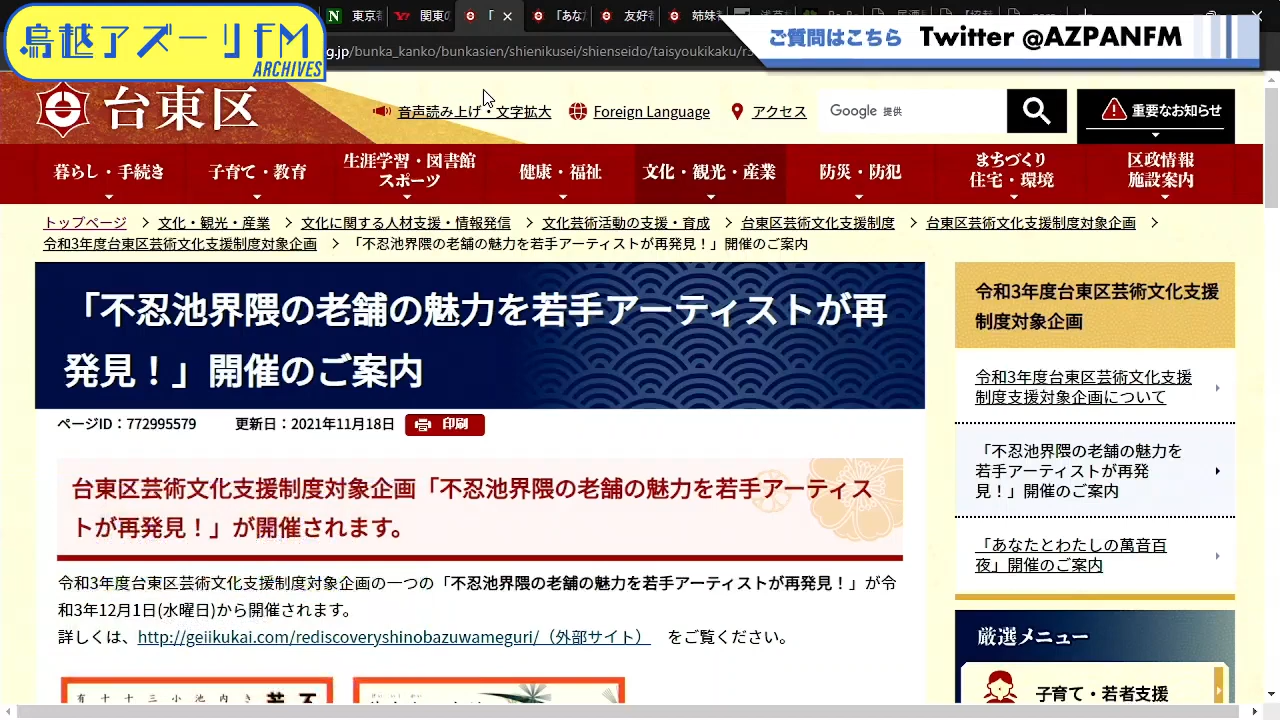 鳥越アズーリFM
ARCHIVES
ご質問はこちら Twitter @AZPANFM
.jp/bunka_kanko/bunkasien/shienikusei/shienseido/taisyoukikaku/r3
台東区
音声読み上げ・文字拡大
Foreign Language
アクセス
Google 提供
重要なお知らせ
暮らし・手続き
子育て・教育
生涯学習・図書館
スポーツ
健康・福祉
文化・観光・産業
防災・防犯
まちづくり
住宅・環境
区政情報
施設案内
トップページ > 文化・観光・産業 > 文化に関する人材支援・情報発信 > 文化芸術活動の支援・育成 > 台東区芸術文化支援制度 > 台東区芸術文化支援制度対象企画 >
令和3年度台東区芸術文化支援制度対象企画 > 「不忍池界隈の老舗の魅力を若手アーティストが再発見！」開催のご案内
「不忍池界隈の老舗の魅力を若手アーティストが再
発見！」開催のご案内
ページID：772995579 更新日：2021年11月18日 印刷
台東区芸術文化支援制度対象企画「不忍池界隈の老舗の魅力を若手アーティス
トが再発見！」が開催されます。
令和3年度台東区芸術文化支援制度対象企画の一つの「不忍池界隈の老舗の魅力を若手アーティストが再発見！」が令
和3年12月1日(水曜日)から開催されます。
詳しくは、http://geiikukai.com/rediscoveryshinobazuwameguri/（外部サイト） をご覧ください。
令和3年度台東区芸術文化支援
制度対象企画
令和3年度台東区芸術文化支援
制度支援対象企画について
「不忍池界隈の老舗の魅力を
若手アーティストが再発
見！」開催のご案内
「あなたとわたしの萬音百
夜」開催のご案内
厳選メニュー
子育て・若者支援
有十十三小池内き